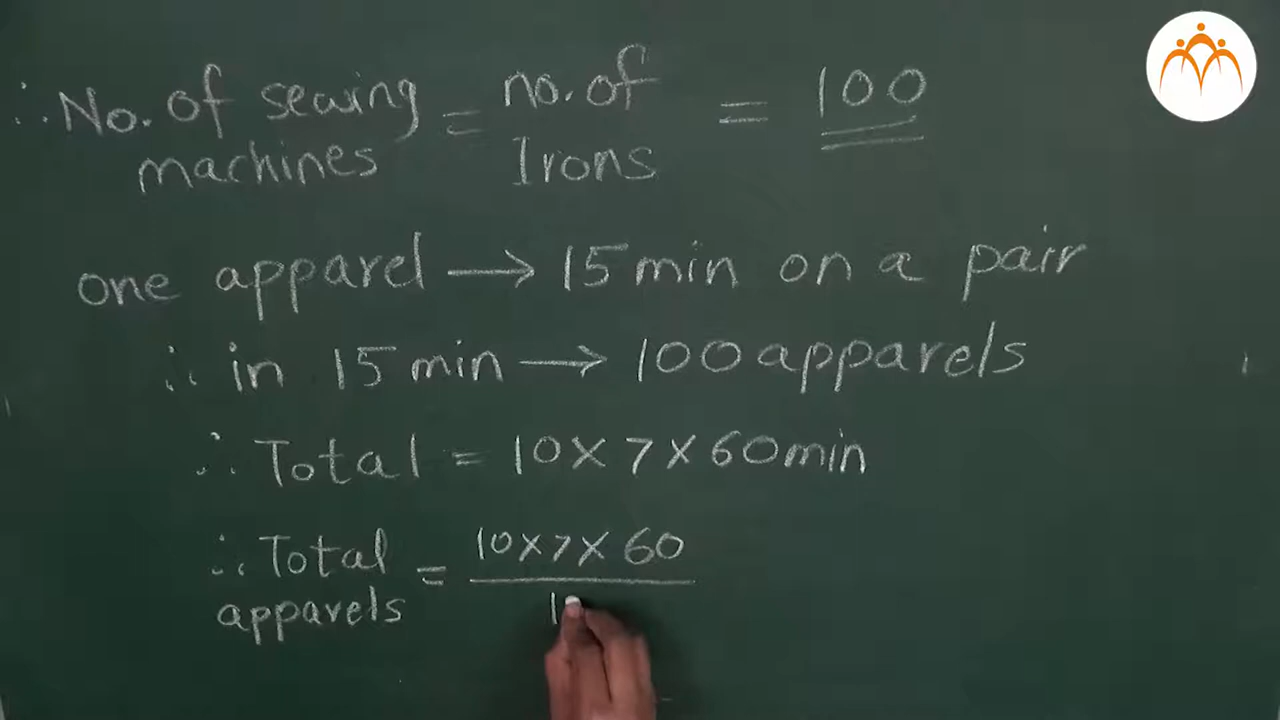 ∴ No. of sewing machines = no. of Irons = 100
one apparel → 15 min on a pair
∴ in 15 min → 100 apparels
∴ Total = 10 × 7 × 60 min
∴ Total apparels = 10 × 7 × 60
1